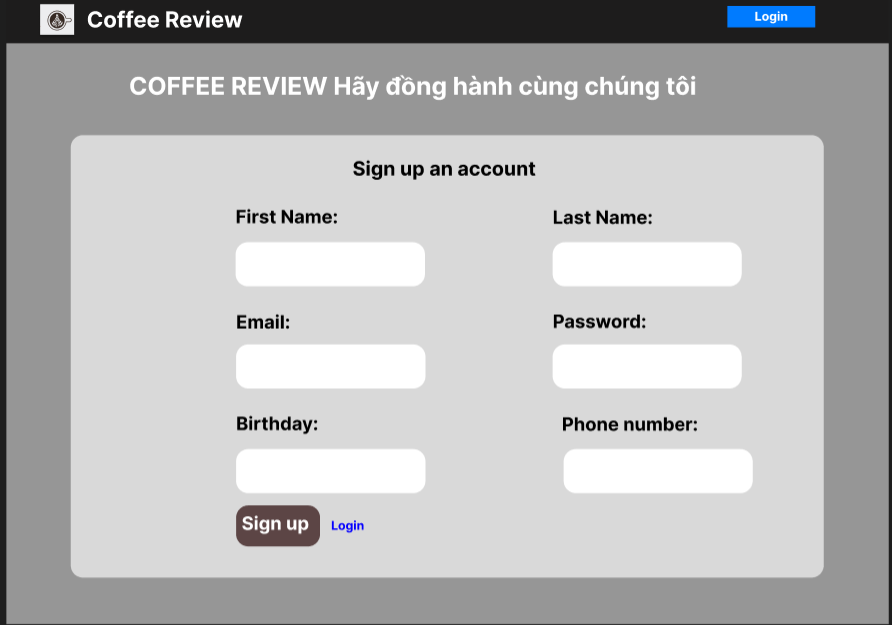 Coffee Review
Login
COFFEE REVIEW Hãy đồng hành cùng chúng tôi
Sign up an account
First Name:
Last Name:
Email:
Password:
Birthday:
Phone number:
Sign up
Login